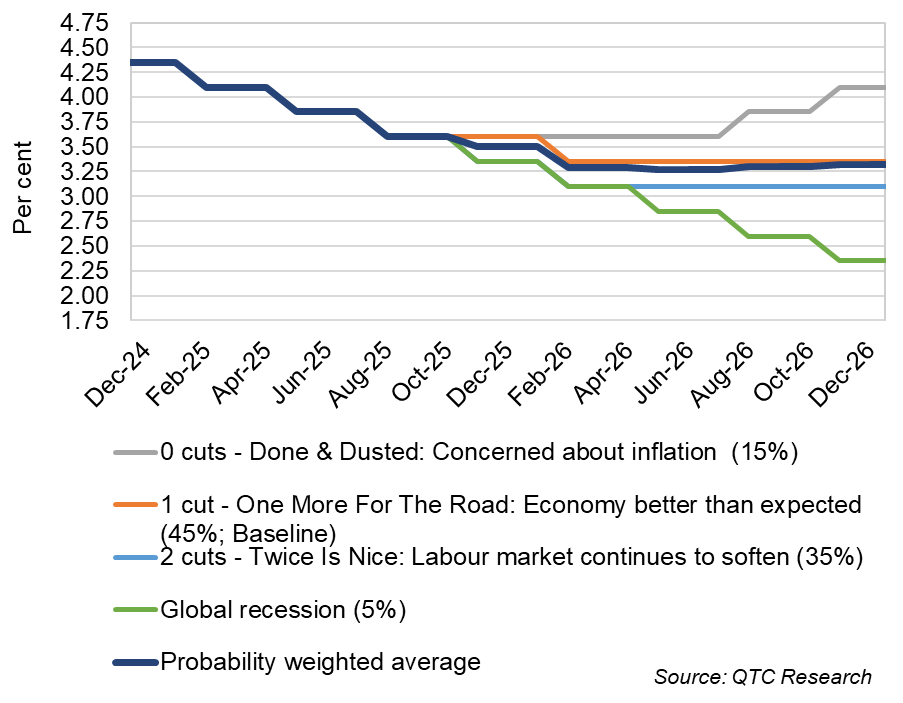 4.75
4.50
4.25
4.00
3.75
3.50
3.25
3.00
2.75
2.50
2.25
2.00
1.75
Per cent
Dec-24
Feb-25
Apr-25
Jun-25
Aug-25
Oct-25
Dec-25
Feb-26
Apr-26
Jun-26
Aug-26
Oct-26
Dec-26
0 cuts - Done & Dusted: Concerned about inflation (15%)
1 cut - One More For The Road: Economy better than expected
(45%; Baseline)
2 cuts - Twice Is Nice: Labour market continues to soften (35%)
Global recession (5%)
Probability weighted average
Source: QTC Research